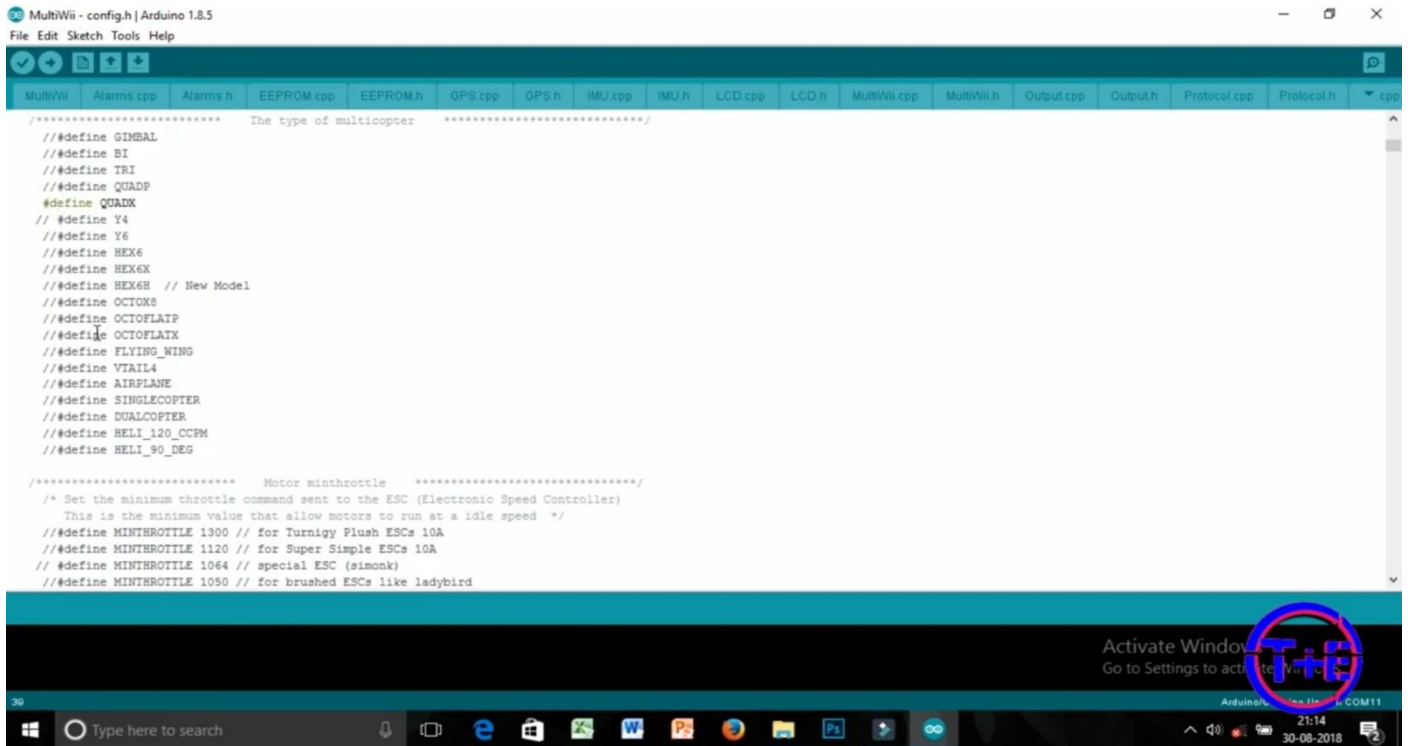 MultiWii - config.h | Arduino 1.8.5
File Edit Sketch Tools Help
MultiWii Alarms.cpp Alarms.h EEPROM.cpp EEPROM.h GPS.cpp GPS.h IMU.cpp IMU.h LCD.cpp LCD.h MultiWii.cpp MultiWii.h Output.cpp Output.h Protocol.cpp Protocol.h cpp
/************************** The type of multicopter ****************************/
//#define GIMBAL
//#define BI
//#define TRI
//#define QUADP
#define QUADX
// #define Y4
//#define Y6
//#define HEX6
//#define HEX6X
//#define HEX6H // New Model
//#define OCTOX8
//#define OCTOFLATP
//#define OCTOFLATX
//#define FLYING_WING
//#define VTAIL4
//#define AIRPLANE
//#define SINGLECOPTER
//#define DUALCOPTER
//#define HELI_120_CCPM
//#define HELI_90_DEG
/**************************** Motor minthrottle *******************************/
/* Set the minimum throttle command sent to the ESC (Electronic Speed Controller)
This is the minimum value that allow motors to run at a idle speed */
//#define MINTHROTTLE 1300 // for Turnigy Plush ESCs 10A
//#define MINTHROTTLE 1120 // for Super Simple ESCs 10A
// #define MINTHROTTLE 1064 // special ESC (simonk)
//#define MINTHROTTLE 1050 // for brushed ESCs like ladybird
Activate Windows
Go to Settings to activate Windows.
T+E
39
COM11
Type here to search
21:14
30-08-2018
2